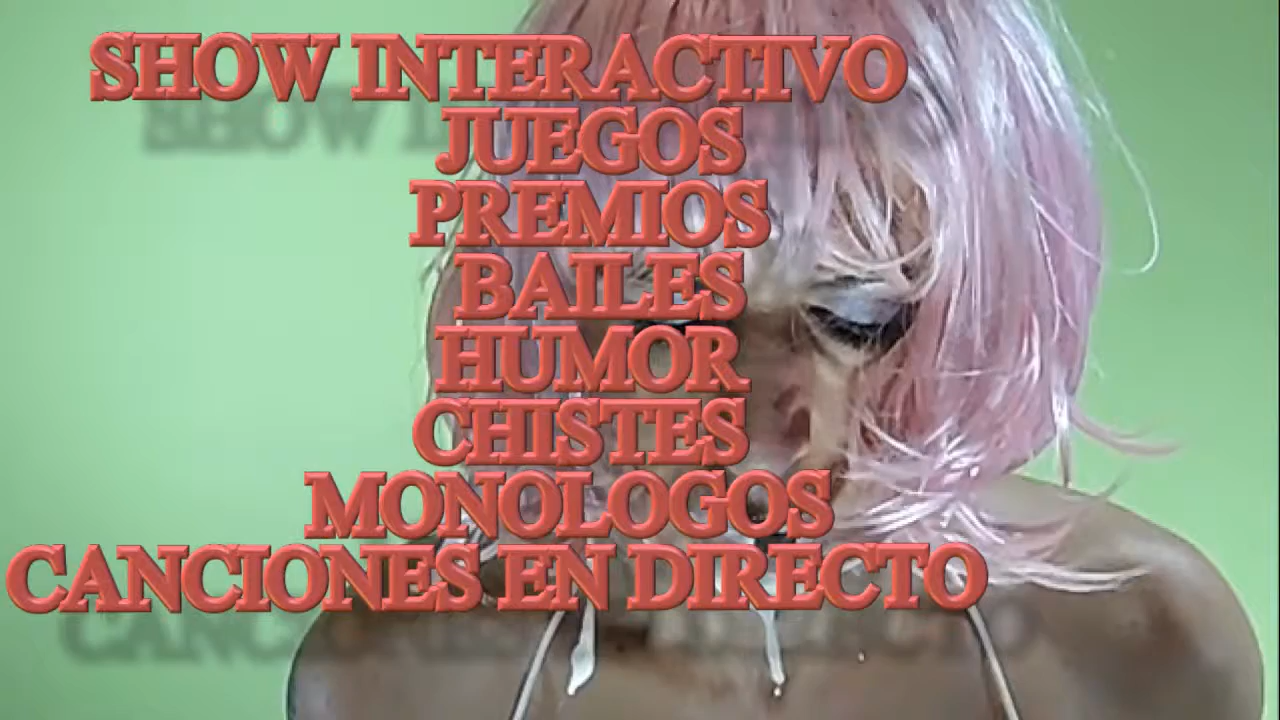 SHOW INTERACTIVO
JUEGOS
PREMIOS
BAILES
HUMOR
CHISTES
MONOLOGOS
CANCIONES EN DIRECTO